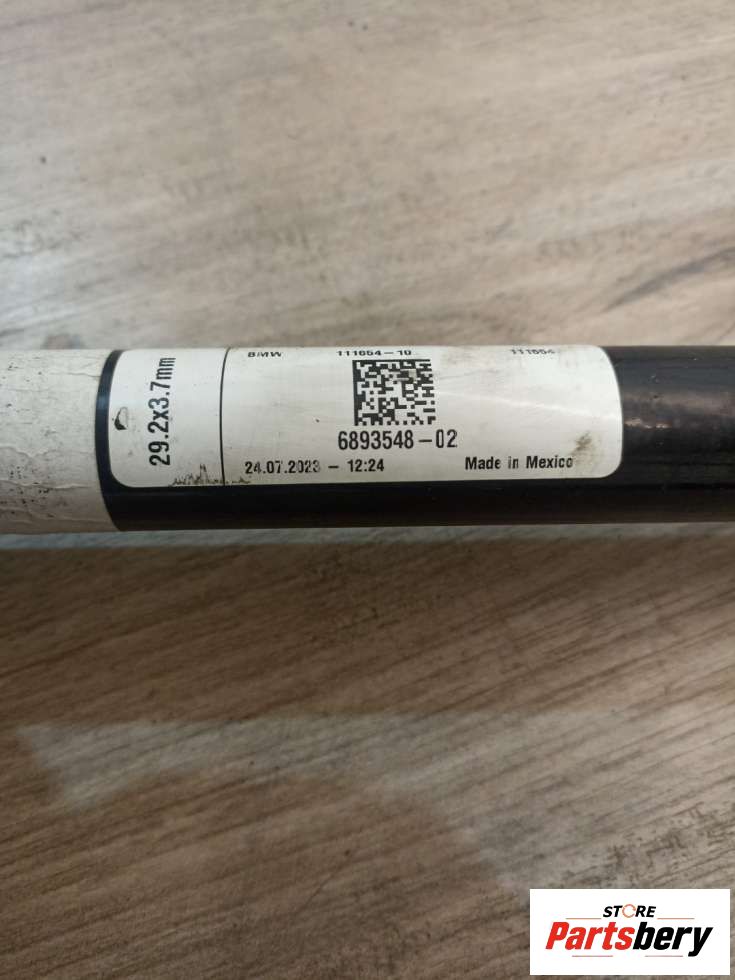 29.2x3.7mm
BMW 111654-10 111654
6893548-02
24.07.2023 - 12:24 Made in Mexico
STORE
Partsbery